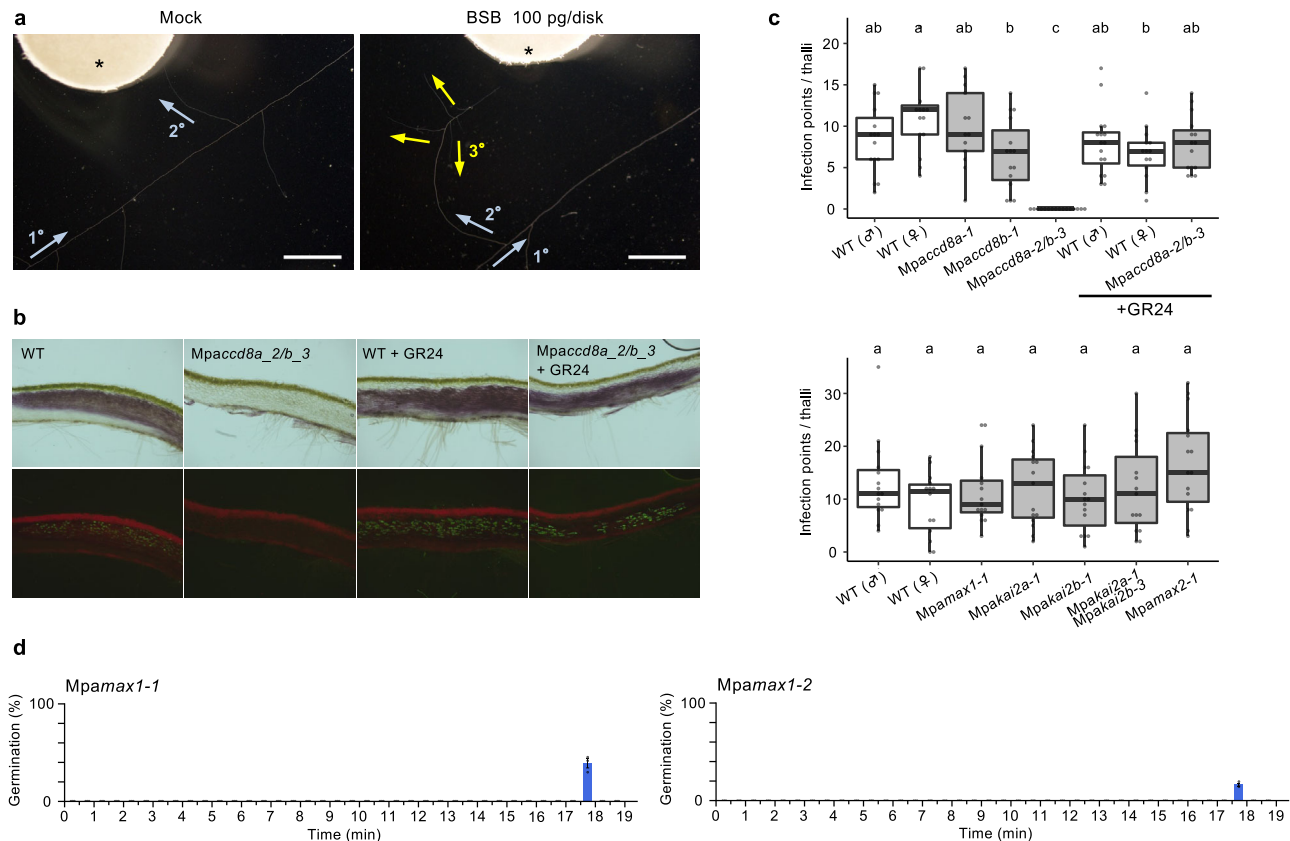 a
Mock
BSB 100 pg/disk
*
2°
1°
*
3°
2°
1°
b
WT
Mpaccd8a_2/b_3
WT + GR24
Mpaccd8a_2/b_3
+ GR24
c
Infection points / thalli
20
15
10
5
0
ab
a
ab
b
c
ab
b
ab
WT (♂)
WT (♀)
Mpaccd8a-1
Mpaccd8b-1
Mpaccd8a-2/b-3
WT (♂)
WT (♀)
Mpaccd8a-2/b-3
+GR24
Infection points / thalli
30
20
10
0
a
a
a
a
a
a
a
WT (♂)
WT (♀)
Mpamax1-1
Mpakai2a-1
Mpakai2b-1
Mpakai2a-1
Mpakai2b-3
Mpamax2-1
d
Mpamax1-1
Germination (%)
100
0
0 1 2 3 4 5 6 7 8 9 10 11 12 13 14 15 16 17 18 19
Time (min)
Mpamax1-2
Germination (%)
100
0
0 1 2 3 4 5 6 7 8 9 10 11 12 13 14 15 16 17 18 19
Time (min)